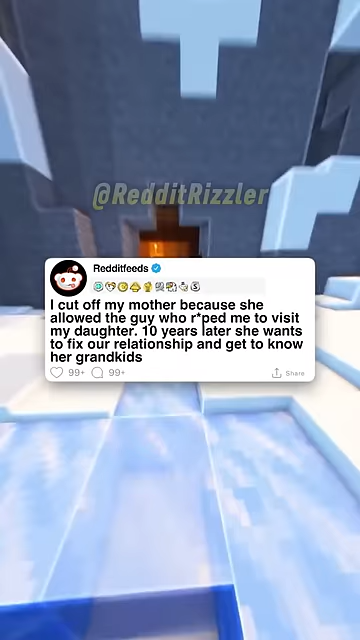 @RedditRizzler
Redditfeeds
I cut off my mother because she
allowed the guy who r*ped me to visit
my daughter. 10 years later she wants
to fix our relationship and get to know
her grandkids
99+ 99+ Share